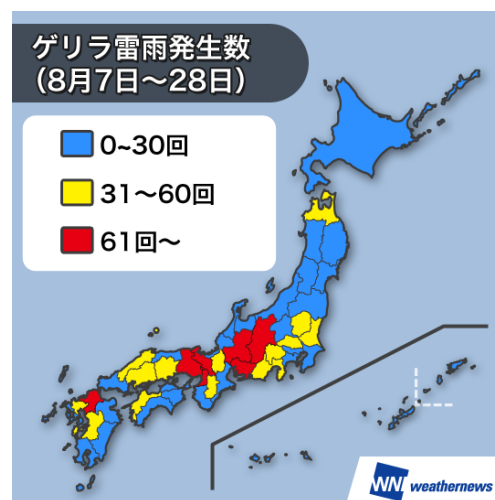 ゲリラ雷雨発生数
（8月7日〜28日）
0~30回
31〜60回
61回〜
WN weathernews